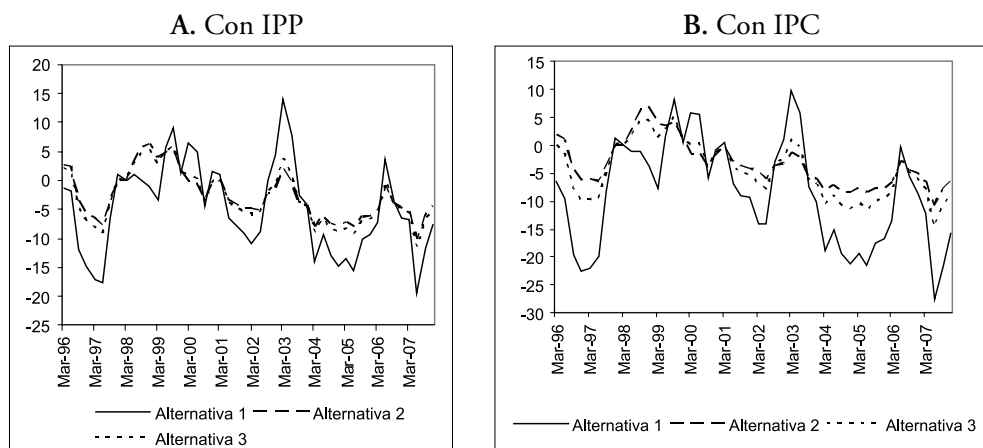 A. Con IPP
20
15
10
5
0
-5
-10
-15
-20
-25
Mar-96
Mar-97
Mar-98
Mar-99
Mar-00
Mar-01
Mar-02
Mar-03
Mar-04
Mar-05
Mar-06
Mar-07
Alternativa 1
Alternativa 2
Alternativa 3
B. Con IPC
15
10
5
0
-5
-10
-15
-20
-25
-30
Mar-96
Mar-97
Mar-98
Mar-99
Mar-00
Mar-01
Mar-02
Mar-03
Mar-04
Mar-05
Mar-06
Mar-07
Alternativa 1
Alternativa 2
Alternativa 3